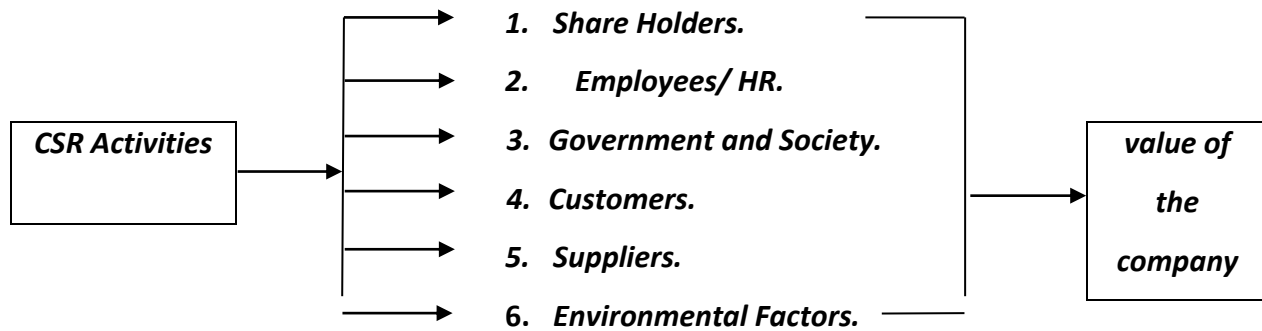 CSR Activities
1. Share Holders.
2. Employees/ HR.
3. Government and Society.
4. Customers.
5. Suppliers.
6. Environmental Factors.
value of
the
company